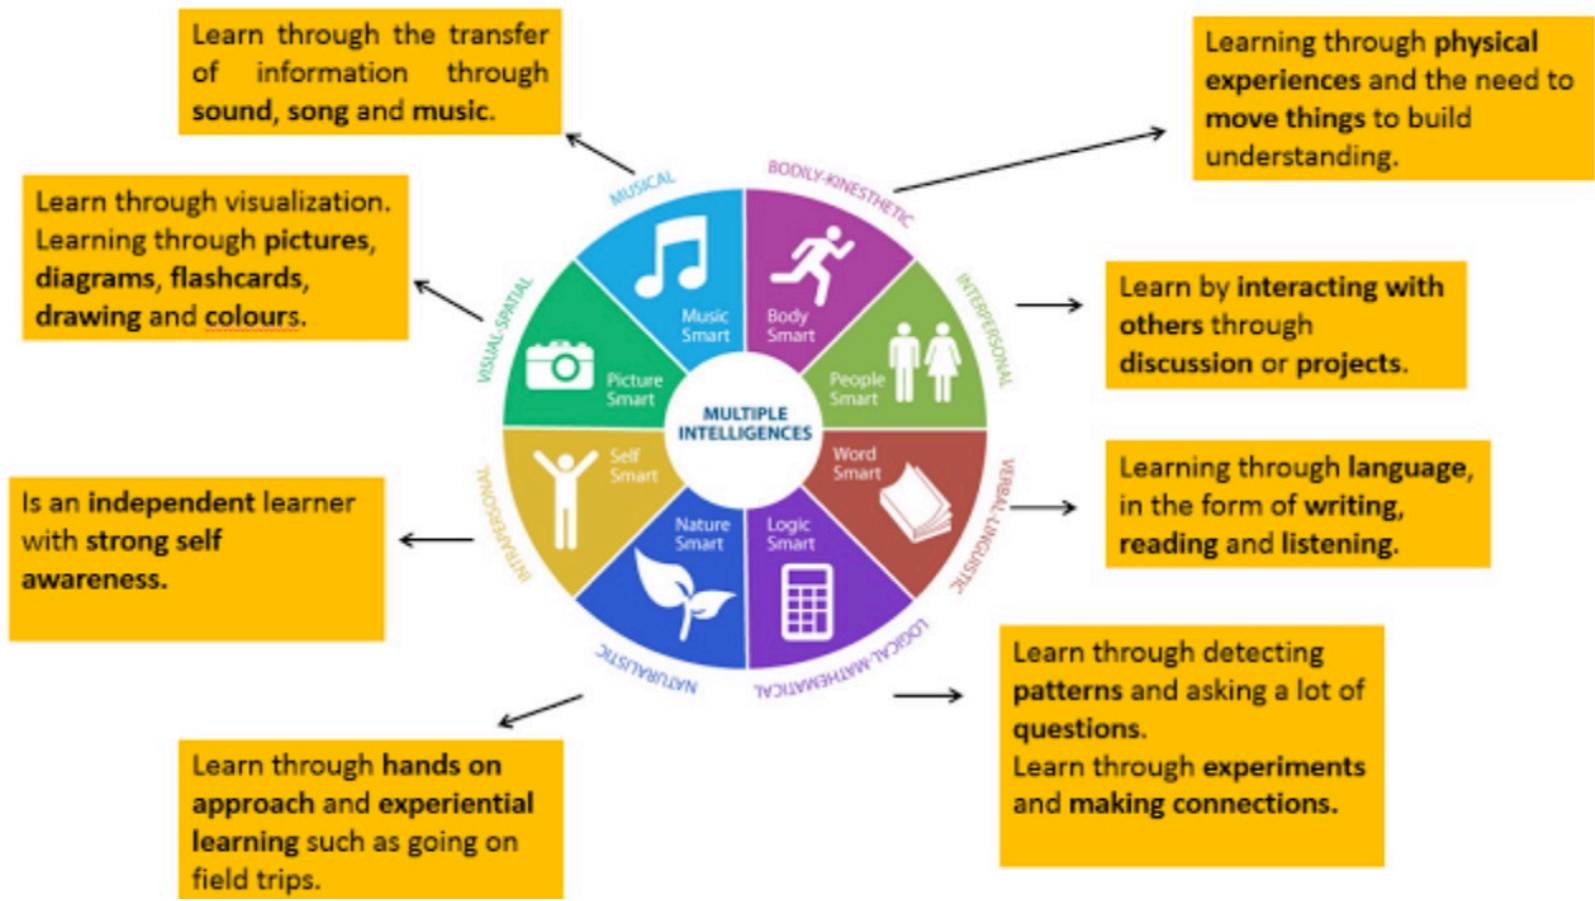 Learn through the transfer
of information through
sound, song and music.
Learning through physical
experiences and the need to
move things to build
understanding.
Learn through visualization.
Learning through pictures,
diagrams, flashcards,
drawing and colours.
Learn by interacting with
others through
discussion or projects.
Is an independent learner
with strong self
awareness.
Learning through language,
in the form of writing,
reading and listening.
Learn through hands on
approach and experiential
learning such as going on
field trips.
Learn through detecting
patterns and asking a lot of
questions.
Learn through experiments
and making connections.
MUSICAL
BODILY-KINESTHETIC
INTERPERSONAL
VERBAL-LINGUISTIC
LOGICAL-MATHEMATICAL
NATURALISTIC
INTRAPERSONAL
VISUAL-SPATIAL
Music
Smart
Body
Smart
People
Smart
Word
Smart
Logic
Smart
Nature
Smart
Self
Smart
Picture
Smart
MULTIPLE
INTELLIGENCES